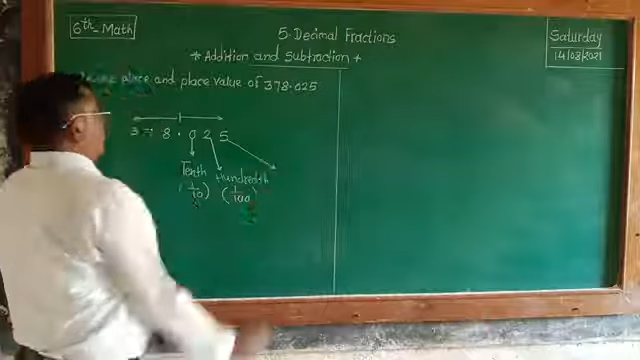 6th-Math
5. Decimal Fractions
Saturday
14/08/2021
* Addition and Subtraction *
place and place value of 378.025
3 7 8 . 0 2 5
Tenth Hundredth
(1/10) (1/100)